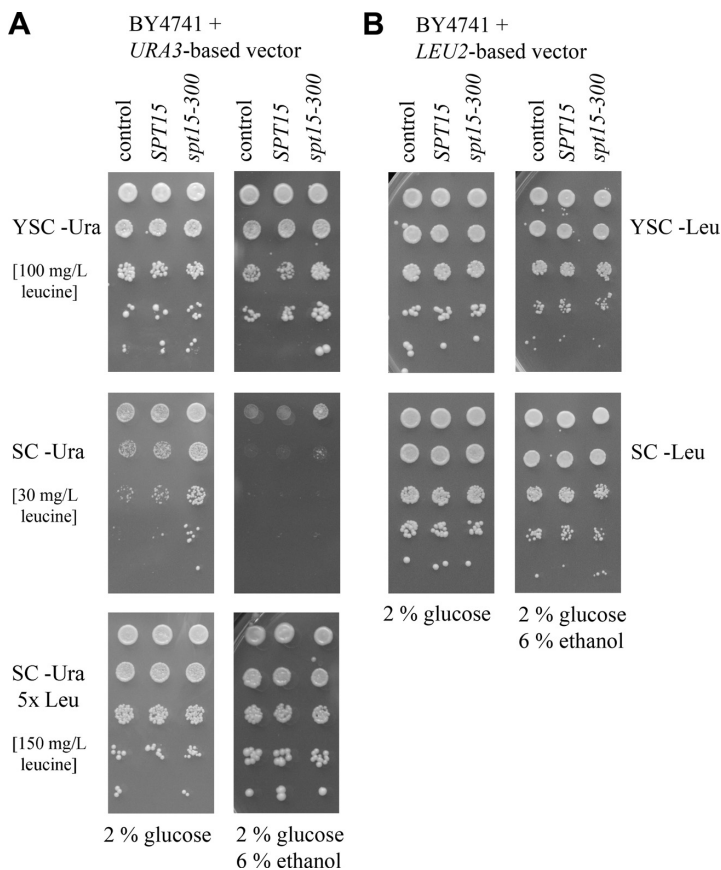 A
BY4741 +
URA3-based vector
control
SPT15
spt15-300
control
SPT15
spt15-300
YSC -Ura
[100 mg/L
leucine]
SC -Ura
[30 mg/L
leucine]
SC -Ura
5x Leu
[150 mg/L
leucine]
2 % glucose
2 % glucose
6 % ethanol
B
BY4741 +
LEU2-based vector
control
SPT15
spt15-300
control
SPT15
spt15-300
YSC -Leu
SC -Leu
2 % glucose
2 % glucose
6 % ethanol